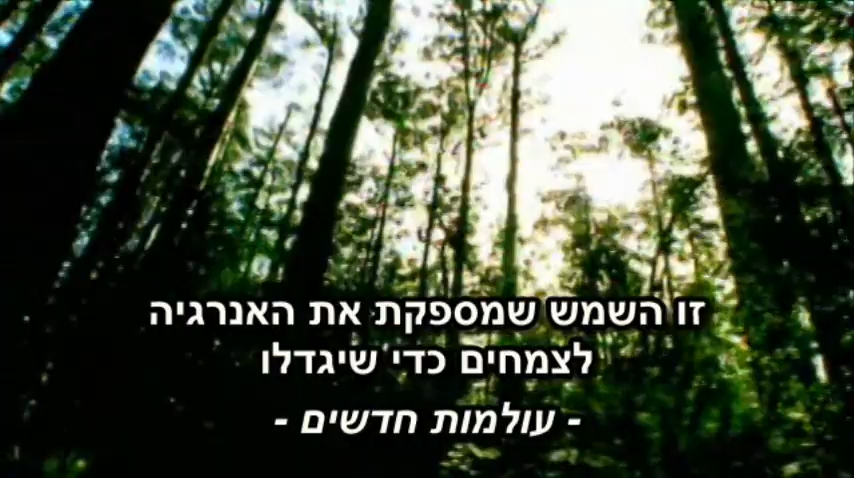 זו השמש שמספקת את האנרגיה
לצמחים כדי שיגדלו
- עולמות חדשים -